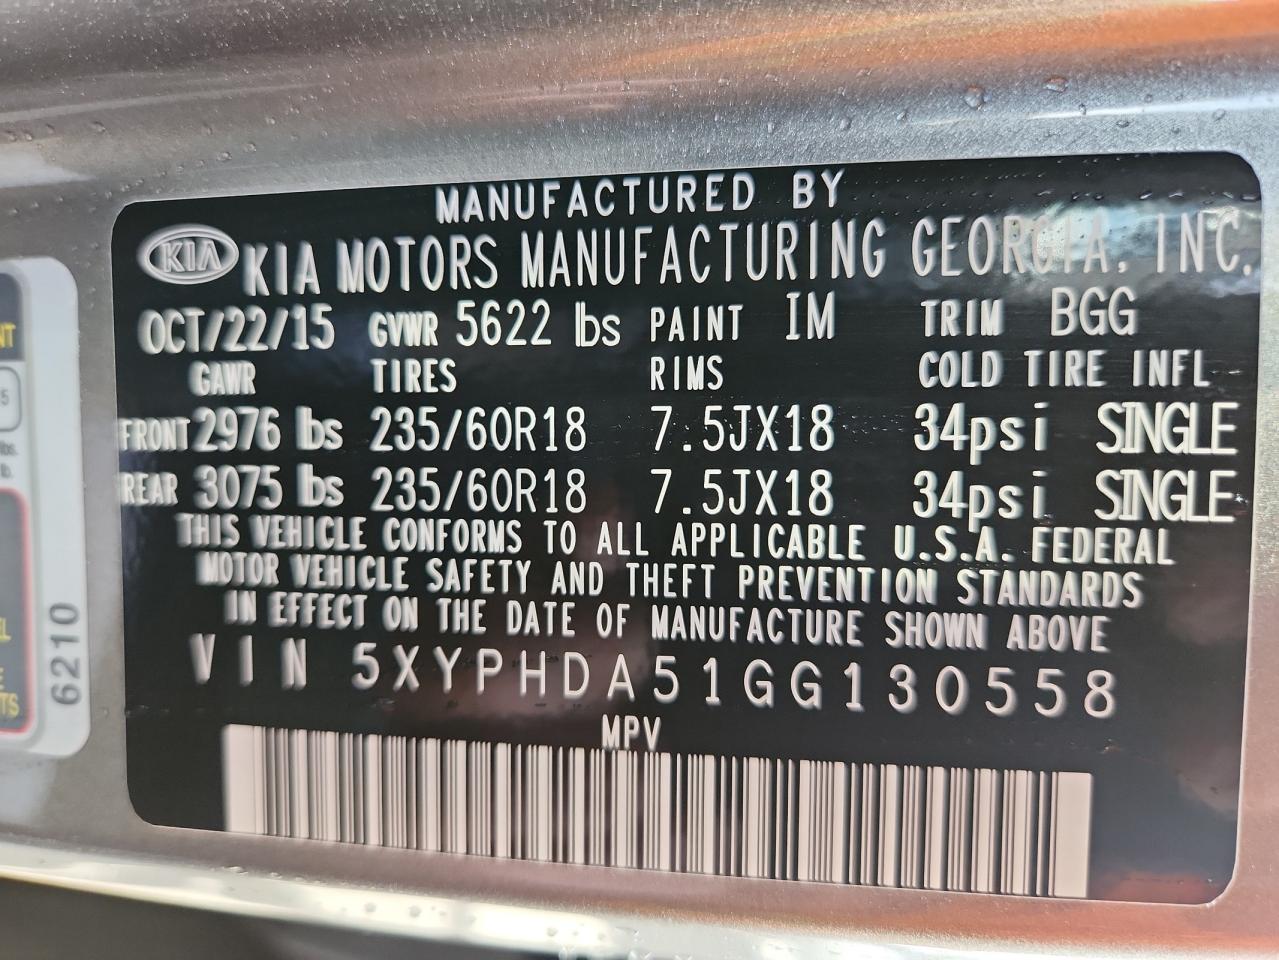 MANUFACTURED BY
KIA KIA MOTORS MANUFACTURING GEORGIA, INC.
OCT/22/15 GVWR 5622 lbs PAINT IM TRIM BGG
GAWR TIRES RIMS COLD TIRE INFL
FRONT 2976 lbs 235/60R18 7.5JX18 34psi SINGLE
REAR 3075 lbs 235/60R18 7.5JX18 34psi SINGLE
THIS VEHICLE CONFORMS TO ALL APPLICABLE U.S.A. FEDERAL
MOTOR VEHICLE SAFETY AND THEFT PREVENTION STANDARDS
IN EFFECT ON THE DATE OF MANUFACTURE SHOWN ABOVE
VIN 5XYPHDA51GG130558
MPV
6210